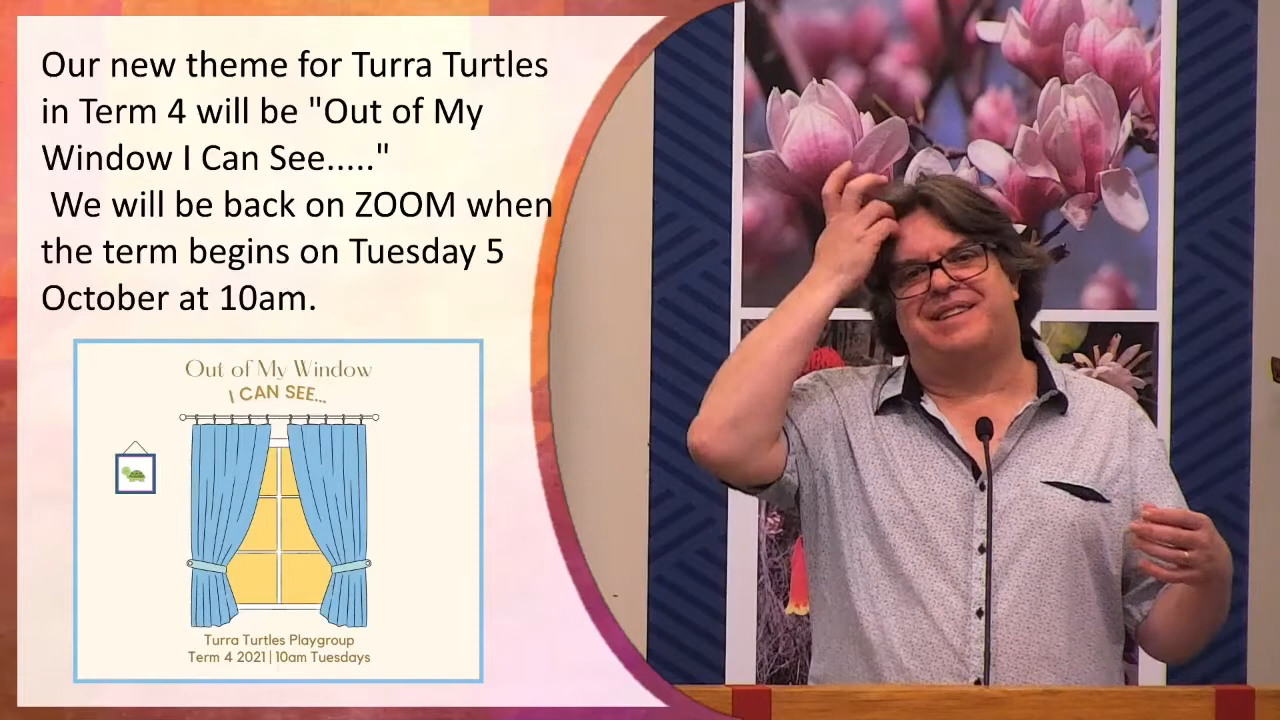 Our new theme for Turra Turtles
in Term 4 will be "Out of My
Window I Can See....."
We will be back on ZOOM when
the term begins on Tuesday 5
October at 10am.
Out of My Window
I CAN SEE...
Turra Turtles Playgroup
Term 4 2021 | 10am Tuesdays